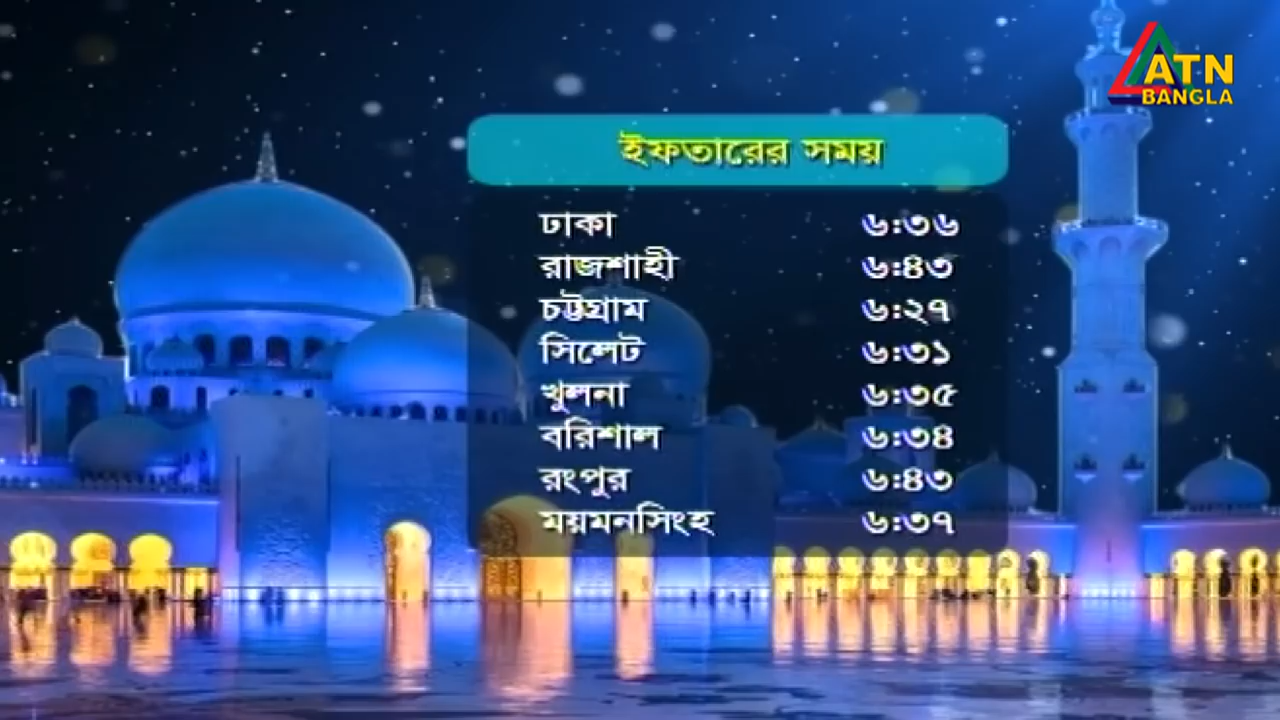 ATN
BANGLA
ইফতারের সময়
ঢাকা ৬:৩৬
রাজশাহী ৬:৪৩
চট্টগ্রাম ৬:২৭
সিলেট ৬:৩১
খুলনা ৬:৩৫
বরিশাল ৬:৩৪
রংপুর ৬:৪৩
ময়মনসিংহ ৬:৩৭